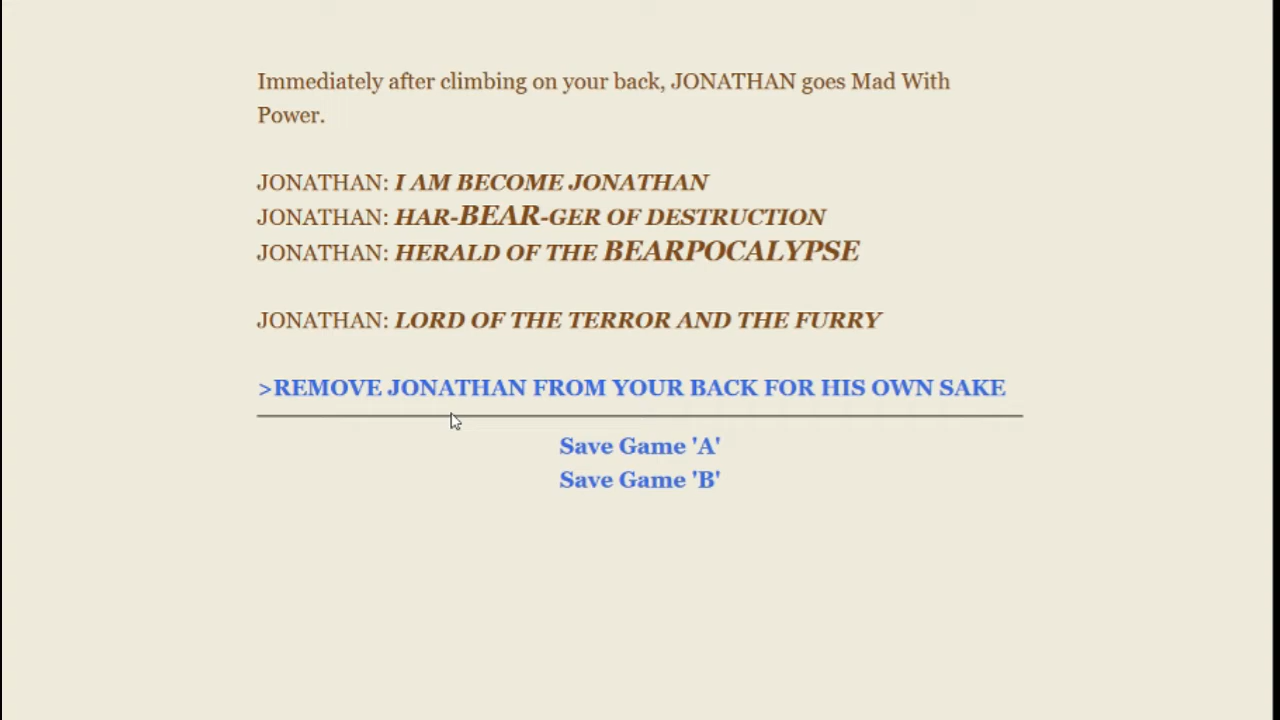 Immediately after climbing on your back, JONATHAN goes Mad With
Power.
JONATHAN: I AM BECOME JONATHAN
JONATHAN: HAR-BEAR-GER OF DESTRUCTION
JONATHAN: HERALD OF THE BEARPOCALYPSE
JONATHAN: LORD OF THE TERROR AND THE FURRY
>REMOVE JONATHAN FROM YOUR BACK FOR HIS OWN SAKE
Save Game 'A'
Save Game 'B'